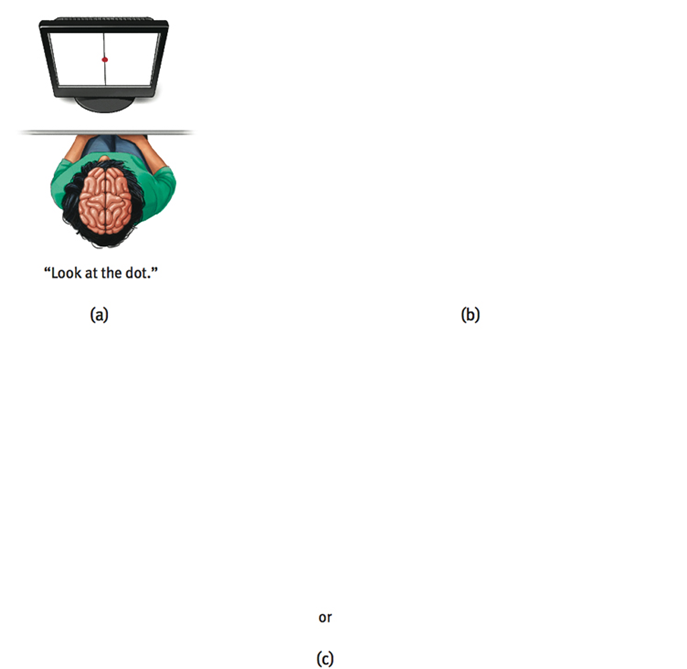 “Look at the dot.”
(a)
(b)
or
(c)